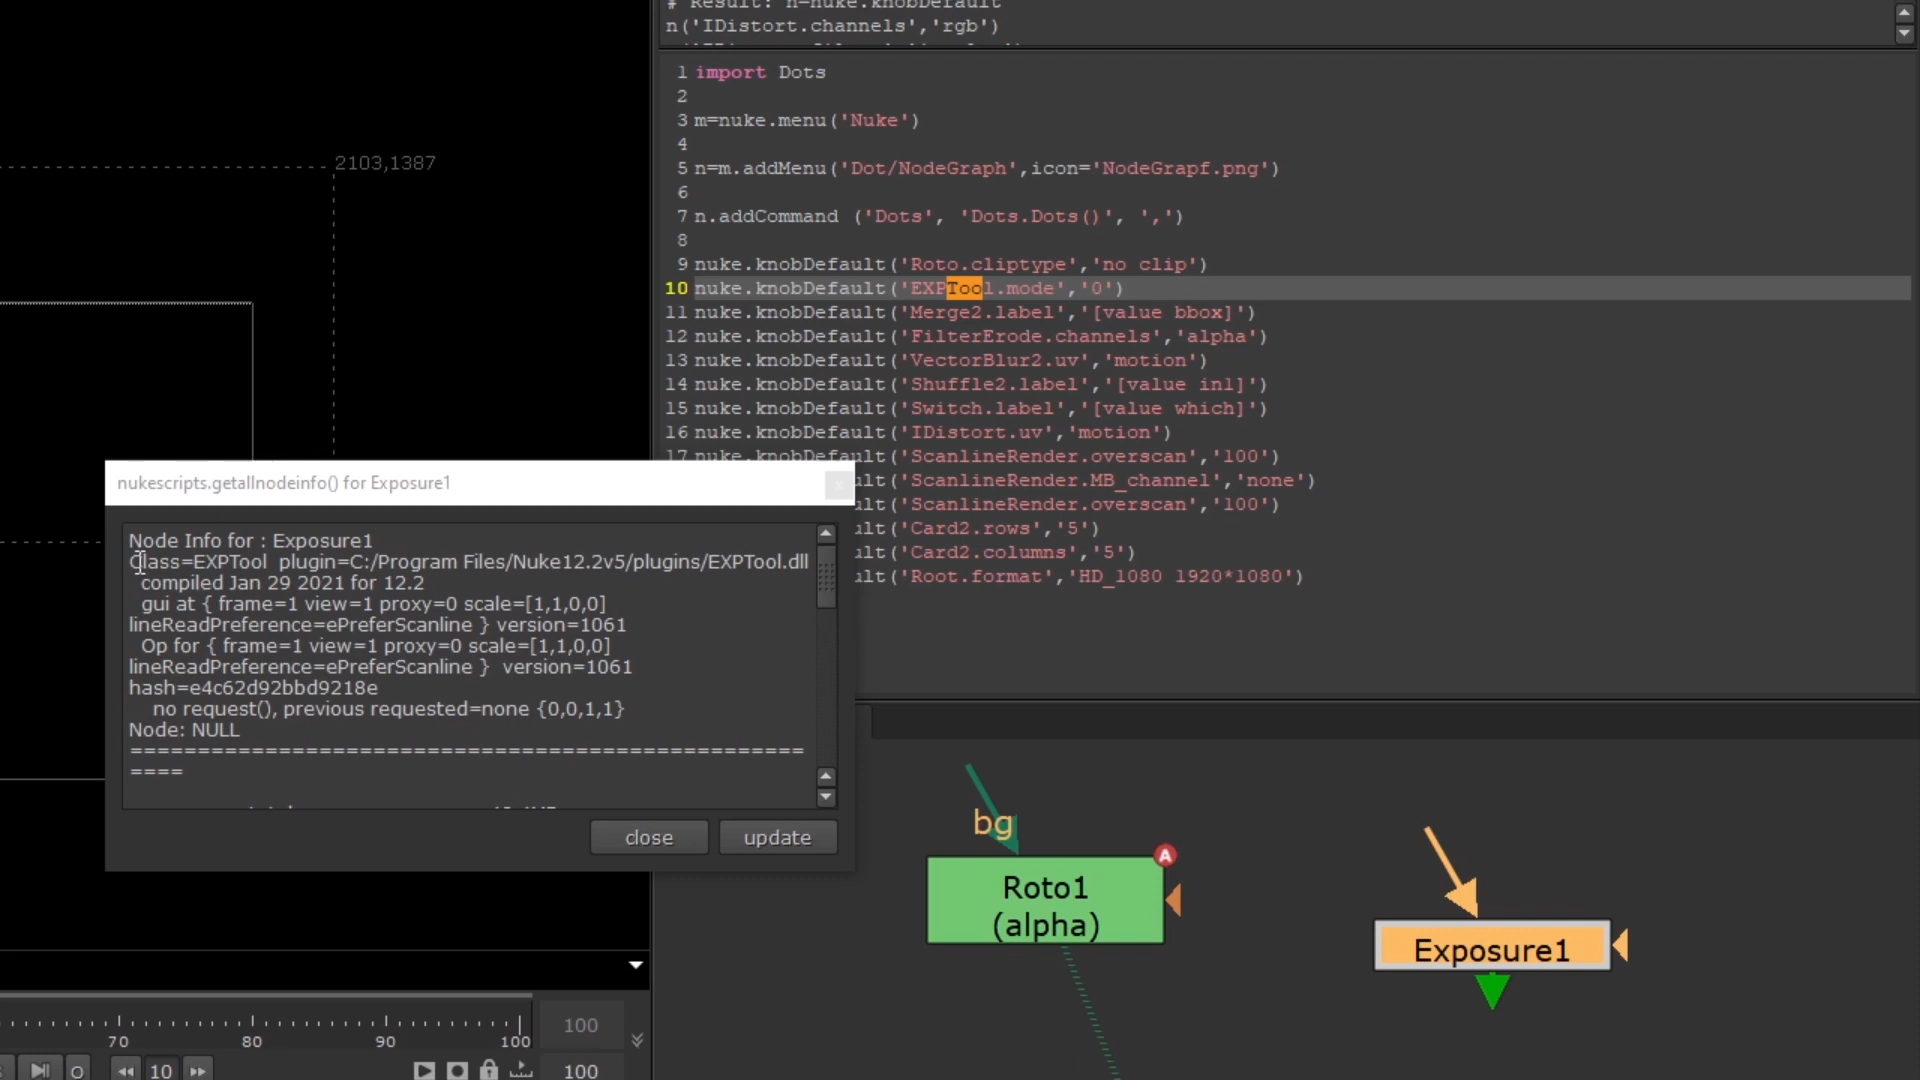 # Result: n=nuke.knobDefault
n('IDistort.channels','rgb')
1 import Dots
2
3 m=nuke.menu('Nuke')
4
5 n=m.addMenu('Dot/NodeGraph',icon='NodeGrapf.png')
6
7 n.addCommand ('Dots', 'Dots.Dots()', ',')
8
9 nuke.knobDefault('Roto.cliptype','no clip')
10 nuke.knobDefault('EXPTool.mode','0')
11 nuke.knobDefault('Merge2.label','[value bbox]')
12 nuke.knobDefault('FilterErode.channels','alpha')
13 nuke.knobDefault('VectorBlur2.uv','motion')
14 nuke.knobDefault('Shuffle2.label','[value in1]')
15 nuke.knobDefault('Switch.label','[value which]')
16 nuke.knobDefault('IDistort.uv','motion')
17 nuke.knobDefault('ScanlineRender.overscan','100')
ult('ScanlineRender.MB_channel','none')
ult('ScanlineRender.overscan','100')
ult('Card2.rows','5')
ult('Card2.columns','5')
ult('Root.format','HD_1080 1920*1080')
2103,1387
nukescripts.getallnodeinfo() for Exposure1
x
Node Info for : Exposure1
Class=EXPTool plugin=C:/Program Files/Nuke12.2v5/plugins/EXPTool.dll
compiled Jan 29 2021 for 12.2
gui at { frame=1 view=1 proxy=0 scale=[1,1,0,0]
lineReadPreference=ePreferScanline } version=1061
Op for { frame=1 view=1 proxy=0 scale=[1,1,0,0]
lineReadPreference=ePreferScanline } version=1061
hash=e4c62d92bbd9218e
no request(), previous requested=none {0,0,1,1}
Node: NULL
==================================================
====
close
update
bg
A
Roto1
(alpha)
Exposure1
70 80 90 100
100
10
100